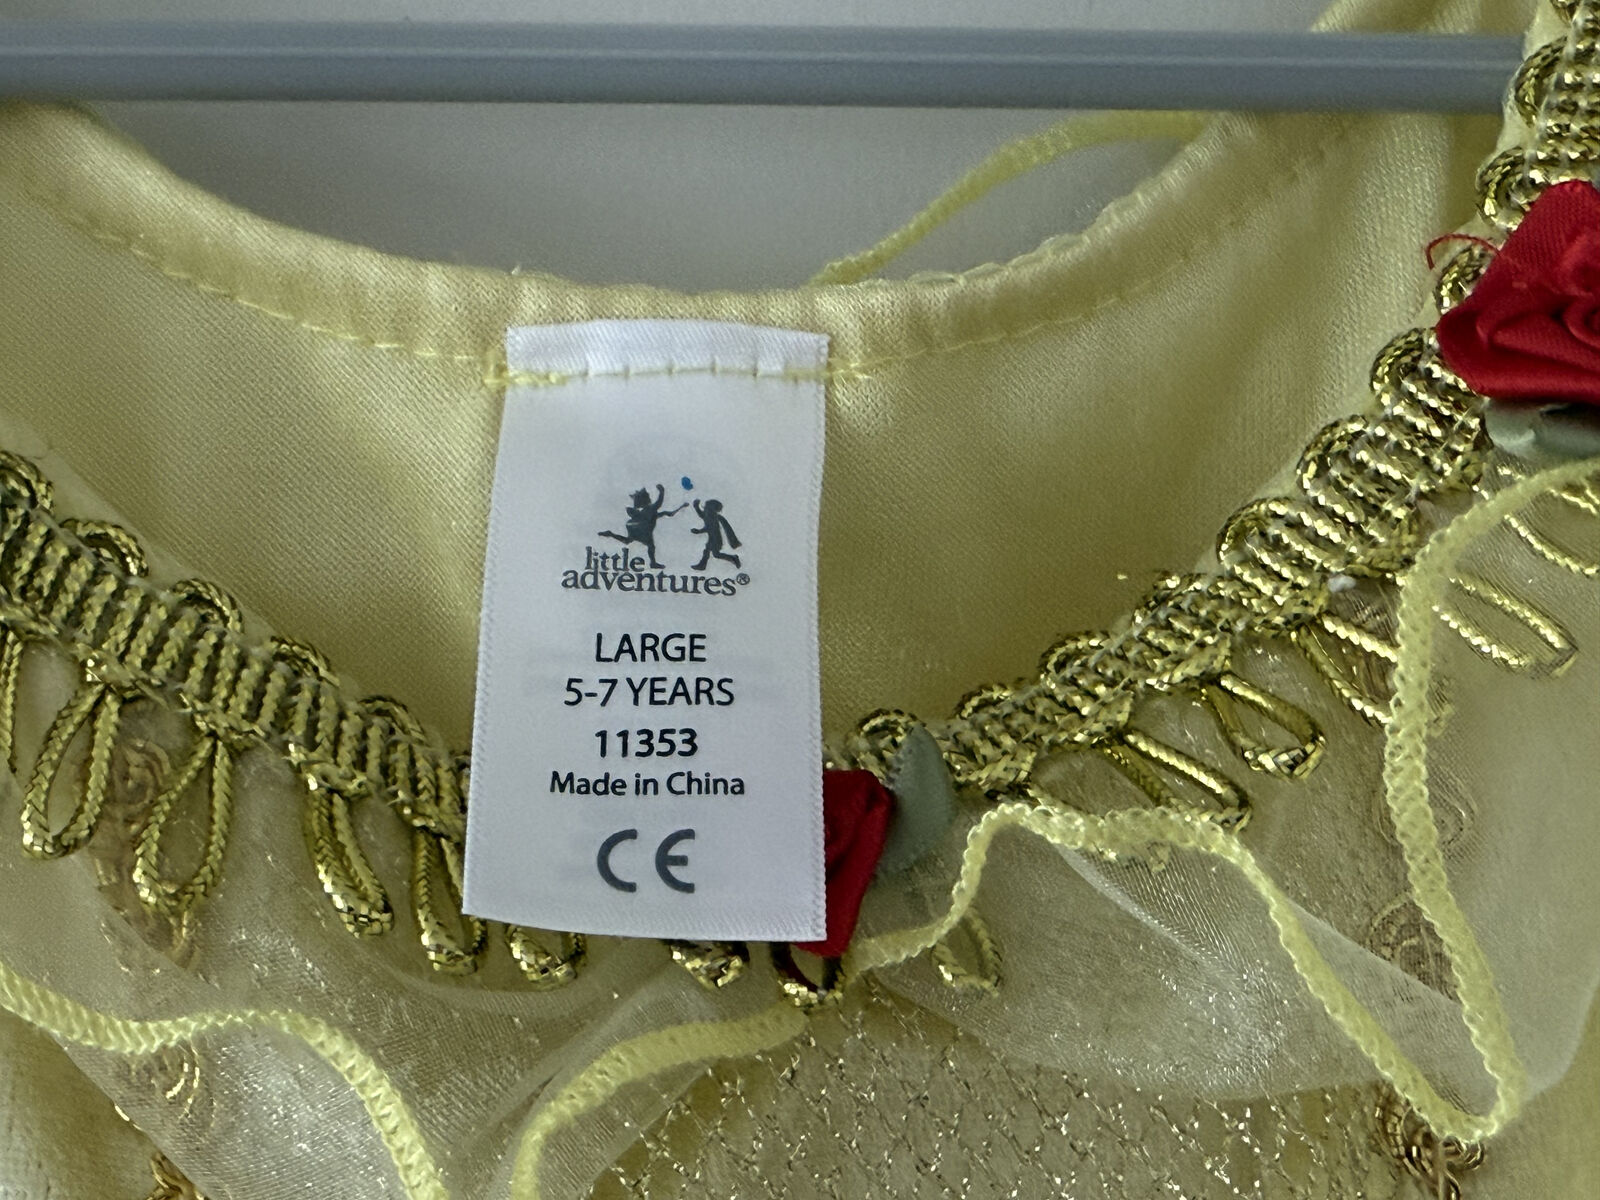 little
adventures®
LARGE
5-7 YEARS
11353
Made in China
CE